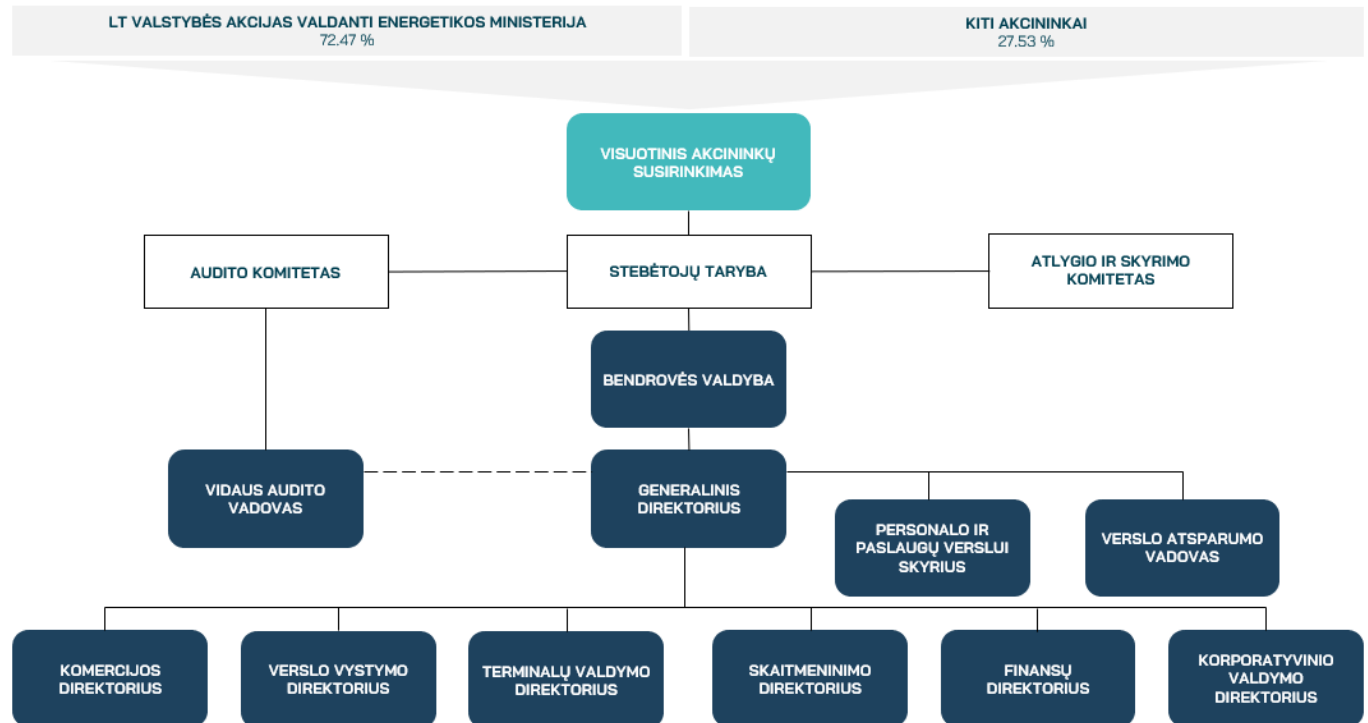 LT VALSTYBĖS AKCIJAS VALDANTI ENERGETIKOS MINISTERIJA
72.47 %
KITI AKCININKAI
27.53 %
VISUOTINIS AKCININKŲ
SUSIRINKIMAS
AUDITO KOMITETAS
STEBĖTOJŲ TARYBA
ATLYGIO IR SKYRIMO
KOMITETAS
BENDROVĖS VALDYBA
VIDAUS AUDITO
VADOVAS
GENERALINIS
DIREKTORIUS
PERSONALO IR
PASLAUGŲ VERSLUI
SKYRIUS
VERSLO ATSPARUMO
VADOVAS
KOMERCIJOS
DIREKTORIUS
VERSLO VYSTYMO
DIREKTORIUS
TERMINALŲ VALDYMO
DIREKTORIUS
SKAITMENINIMO
DIREKTORIUS
FINANSŲ
DIREKTORIUS
KORPORATYVINIO
VALDYMO
DIREKTORIUS